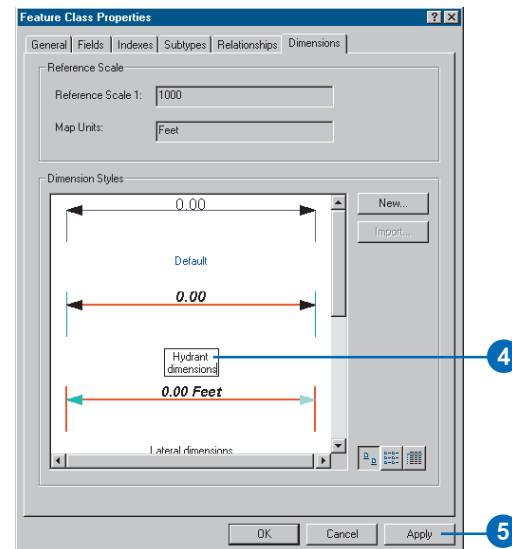 Feature Class Properties
General Fields Indexes Subtypes Relationships Dimensions
Reference Scale
Reference Scale 1: 1000
Map Units: Feet
Dimension Styles
0.00
New...
Import...
Default
0.00
Hydrant
dimensions
4
0.00 Feet
Lateral dimensions
OK Cancel Apply
5